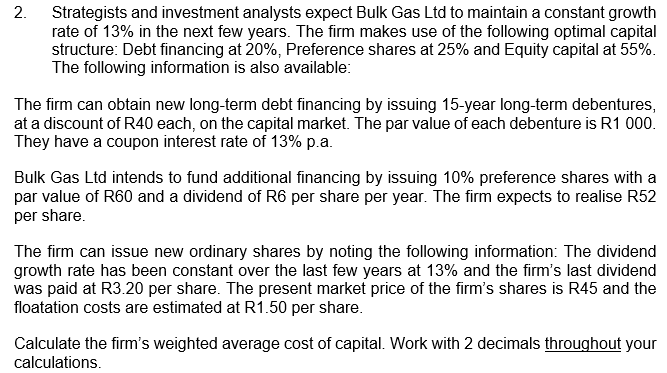 2. Strategists and investment analysts expect Bulk Gas Ltd to maintain a constant growth
rate of 13% in the next few years. The firm makes use of the following optimal capital
structure: Debt financing at 20%, Preference shares at 25% and Equity capital at 55%.
The following information is also available:
The firm can obtain new long-term debt financing by issuing 15-year long-term debentures,
at a discount of R40 each, on the capital market. The par value of each debenture is R1 000.
They have a coupon interest rate of 13% p.a.
Bulk Gas Ltd intends to fund additional financing by issuing 10% preference shares with a
par value of R60 and a dividend of R6 per share per year. The firm expects to realise R52
per share.
The firm can issue new ordinary shares by noting the following information: The dividend
growth rate has been constant over the last few years at 13% and the firm's last dividend
was paid at R3.20 per share. The present market price of the firm's shares is R45 and the
floatation costs are estimated at R1.50 per share.
Calculate the firm's weighted average cost of capital. Work with 2 decimals throughout your
calculations.